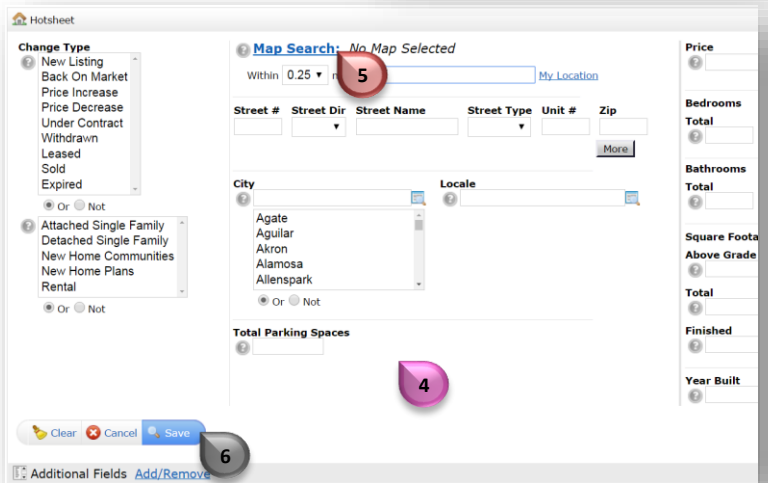 Hotsheet
Change Type
New Listing
Back On Market
Price Increase
Price Decrease
Under Contract
Withdrawn
Leased
Sold
Expired
Or Not
Attached Single Family
Detached Single Family
New Home Communities
New Home Plans
Rental
Or Not
Map Search: No Map Selected
5
Within 0.25 My Location
Street # Street Dir Street Name Street Type Unit # Zip
More
City Locale
Agate
Aguilar
Akron
Alamosa
Allenspark
Or Not
Total Parking Spaces
4
Price
Bedrooms
Total
Bathrooms
Total
Square Foota
Above Grade
Total
Finished
Year Built
Clear Cancel Save
6
Additional Fields Add/Remove